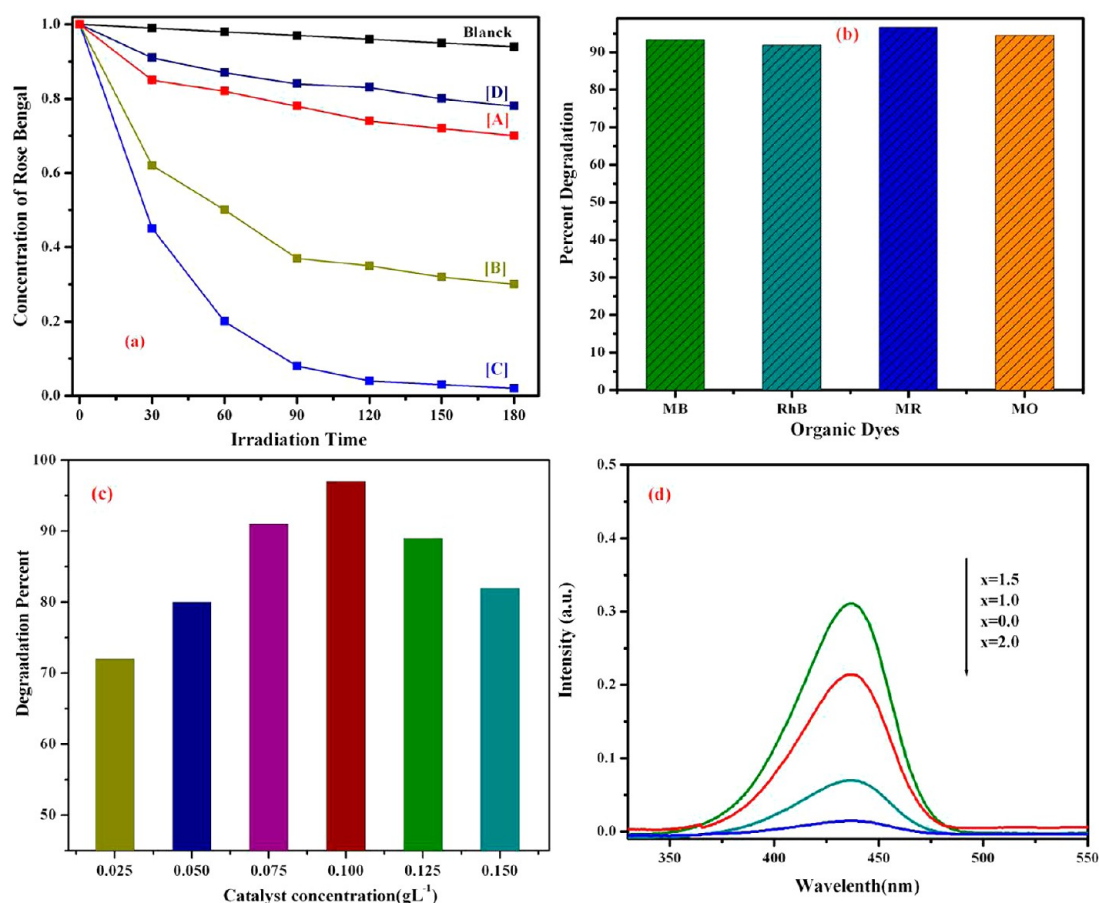 Concentration of Rose Bengal
1.0
0.8
0.6
0.4
0.2
0.0
Blanck
[D]
[A]
[B]
[C]
(a)
0 30 60 90 120 150 180
Irradiation Time
Percent Degradation
90
80
70
60
50
40
30
20
10
0
(b)
MB RhB MR MO
Organic Dyes
Degraadation Percent
100
90
80
70
60
50
(c)
0.025 0.050 0.075 0.100 0.125 0.150
Catalyst concentration(gL-1)
Intensity (a.u.)
0.5
0.4
0.3
0.2
0.1
0.0
(d)
x=1.5
x=1.0
x=0.0
x=2.0
350 400 450 500 550
Wavelenth(nm)